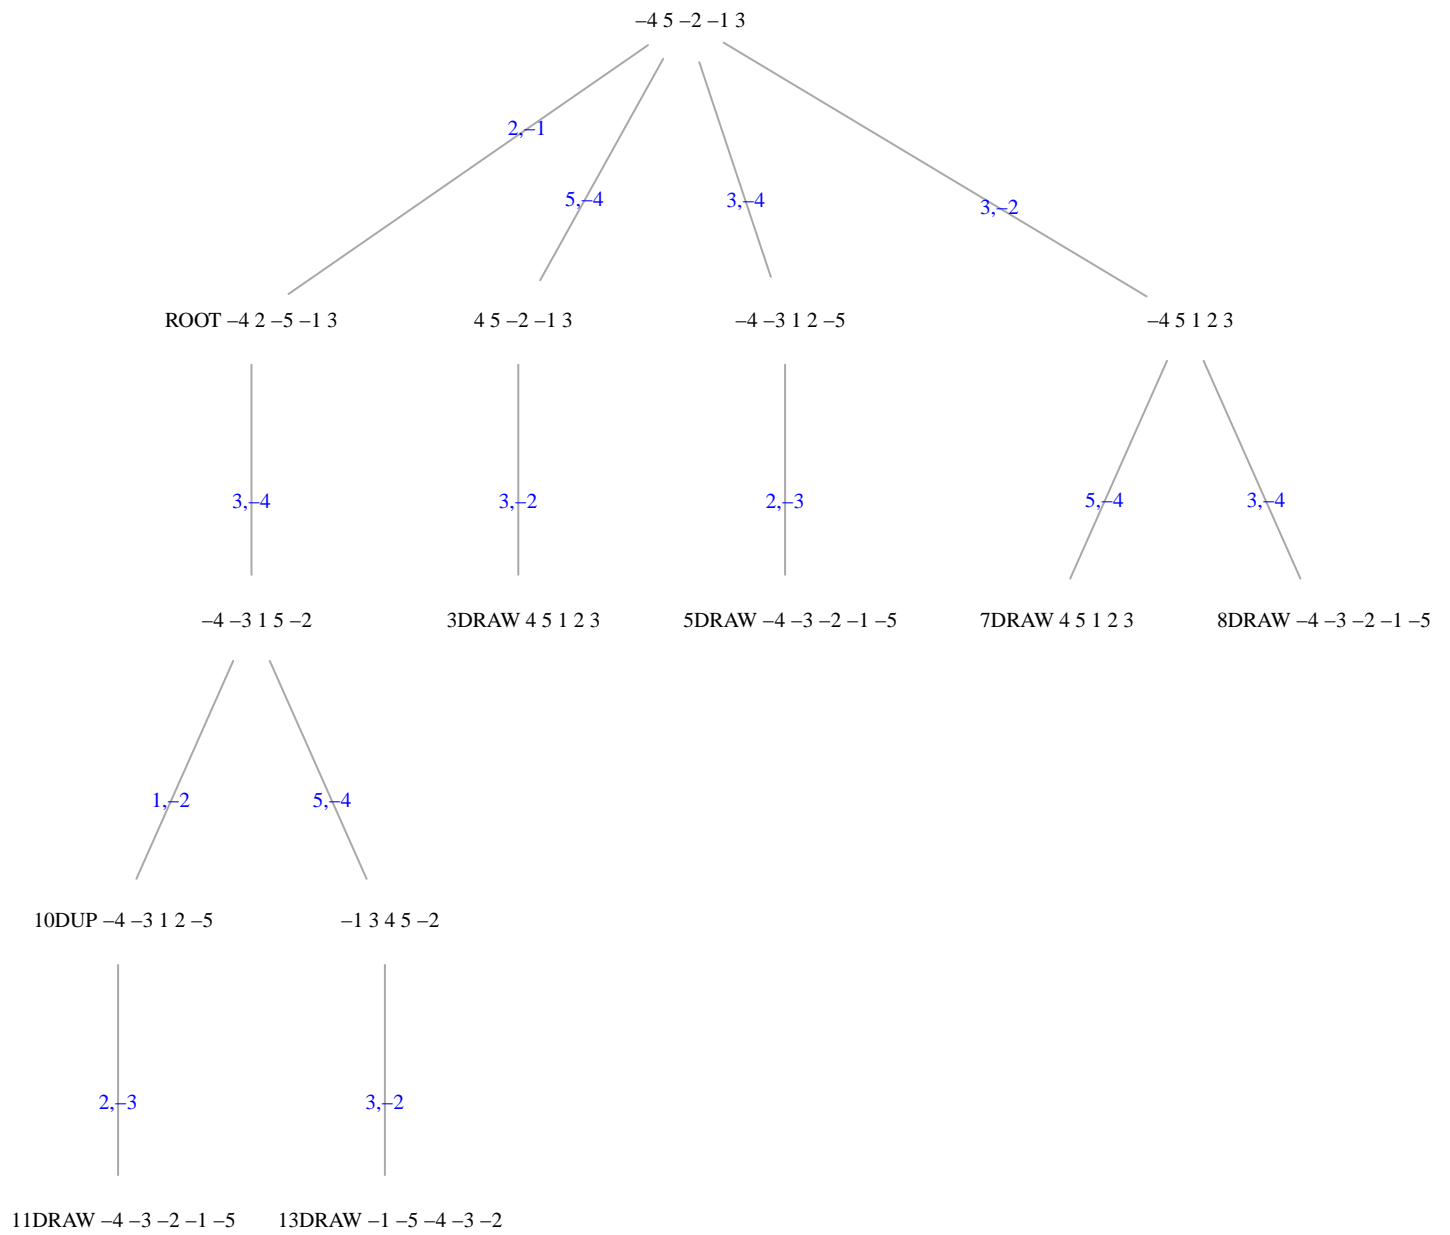 –4 5 –2 –1 3
2,–1
5,–4
3,–4
3,–2
ROOT –4 2 –5 –1 3
4 5 –2 –1 3
–4 –3 1 2 –5
–4 5 1 2 3
3,–4
3,–2
2,–3
5,–4
3,–4
–4 –3 1 5 –2
3DRAW 4 5 1 2 3
5DRAW –4 –3 –2 –1 –5
7DRAW 4 5 1 2 3
8DRAW –4 –3 –2 –1 –5
1,–2
5,–4
10DUP –4 –3 1 2 –5
–1 3 4 5 –2
2,–3
3,–2
11DRAW –4 –3 –2 –1 –5
13DRAW –1 –5 –4 –3 –2